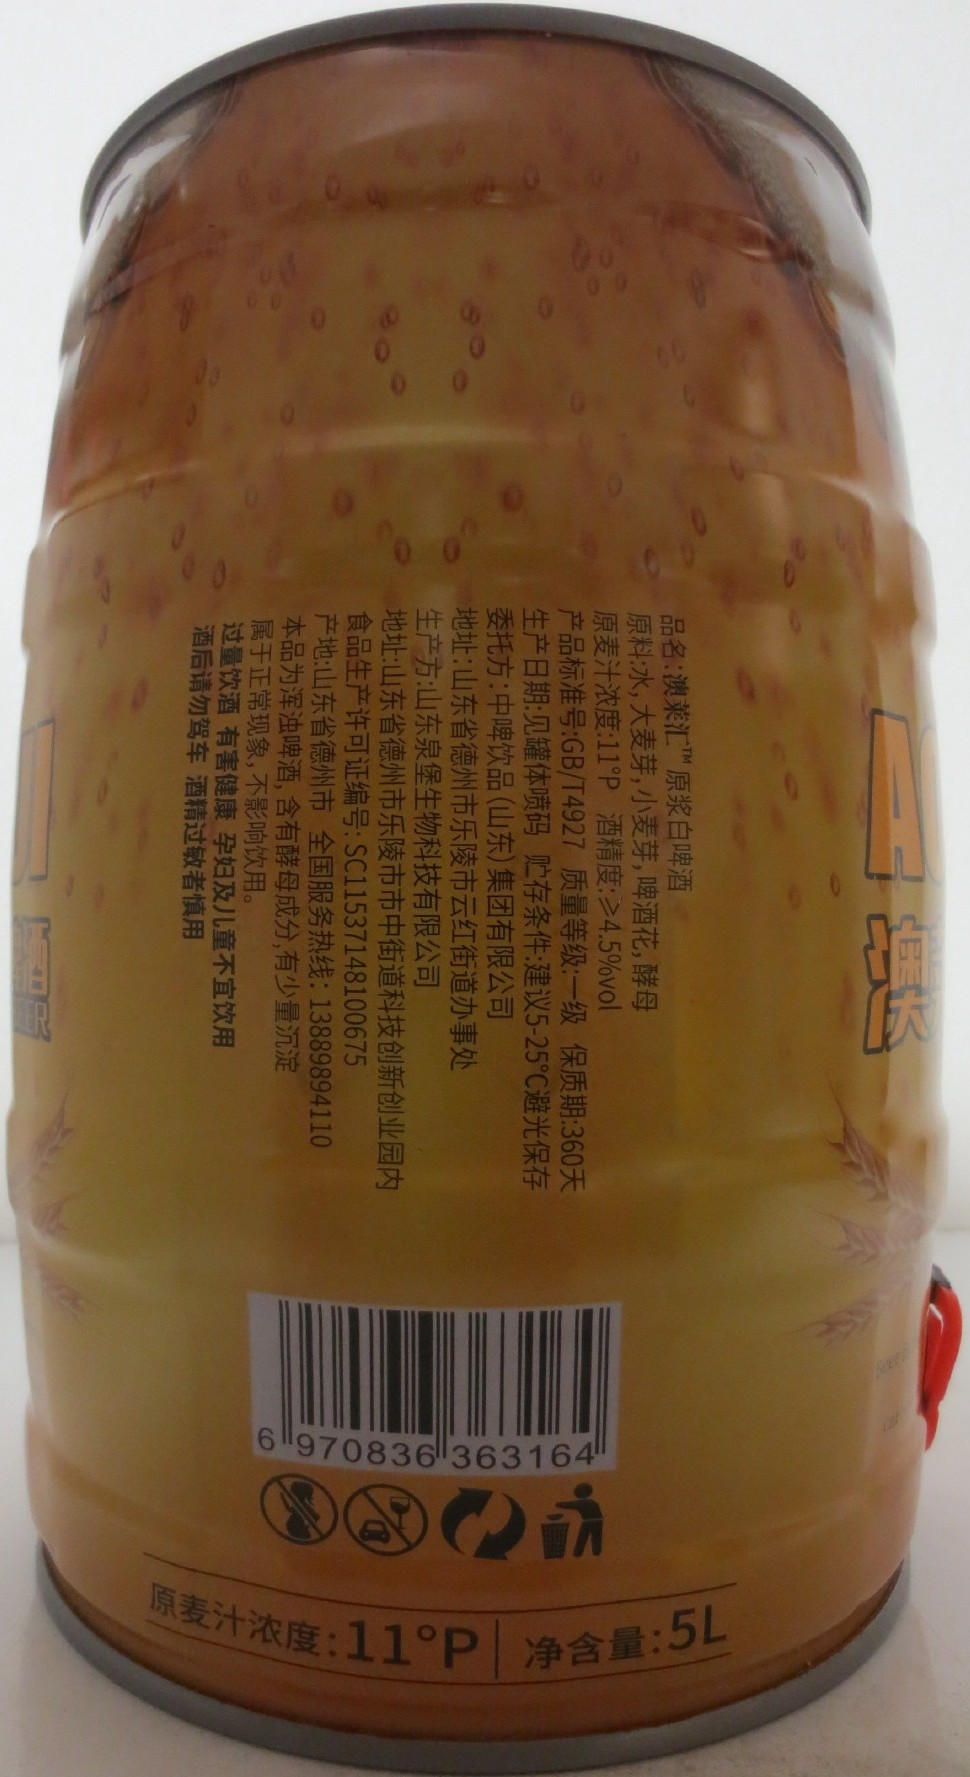 品名:澳莱汇™ 原浆白啤酒
原料:水,大麦芽,小麦芽,啤酒花,酵母
原麦汁浓度:11°P 酒精度:≥4.5%vol
产品标准号:GB/T4927 质量等级:一级 保质期:360天
生产日期:见罐体喷码 贮存条件:建议5-25°C避光保存
委托方:中啤饮品(山东)集团有限公司
地址:山东省德州市乐陵市云红街道办事处
生产方:山东泉堡生物科技有限公司
地址:山东省德州市乐陵市市中街道科技创新创业园内
食品生产许可证编号:SC11537148100675
产地:山东省德州市 全国服务热线:13889894110
本品为浑浊啤酒,含有酵母成分,有少量沉淀
属于正常现象,不影响饮用。
过量饮酒 有害健康 孕妇及儿童不宜饮用
酒后请勿驾车 酒精过敏者慎用
6 970836 363164
原麦汁浓度:11°P 净含量:5L
UI
酒
A
澳